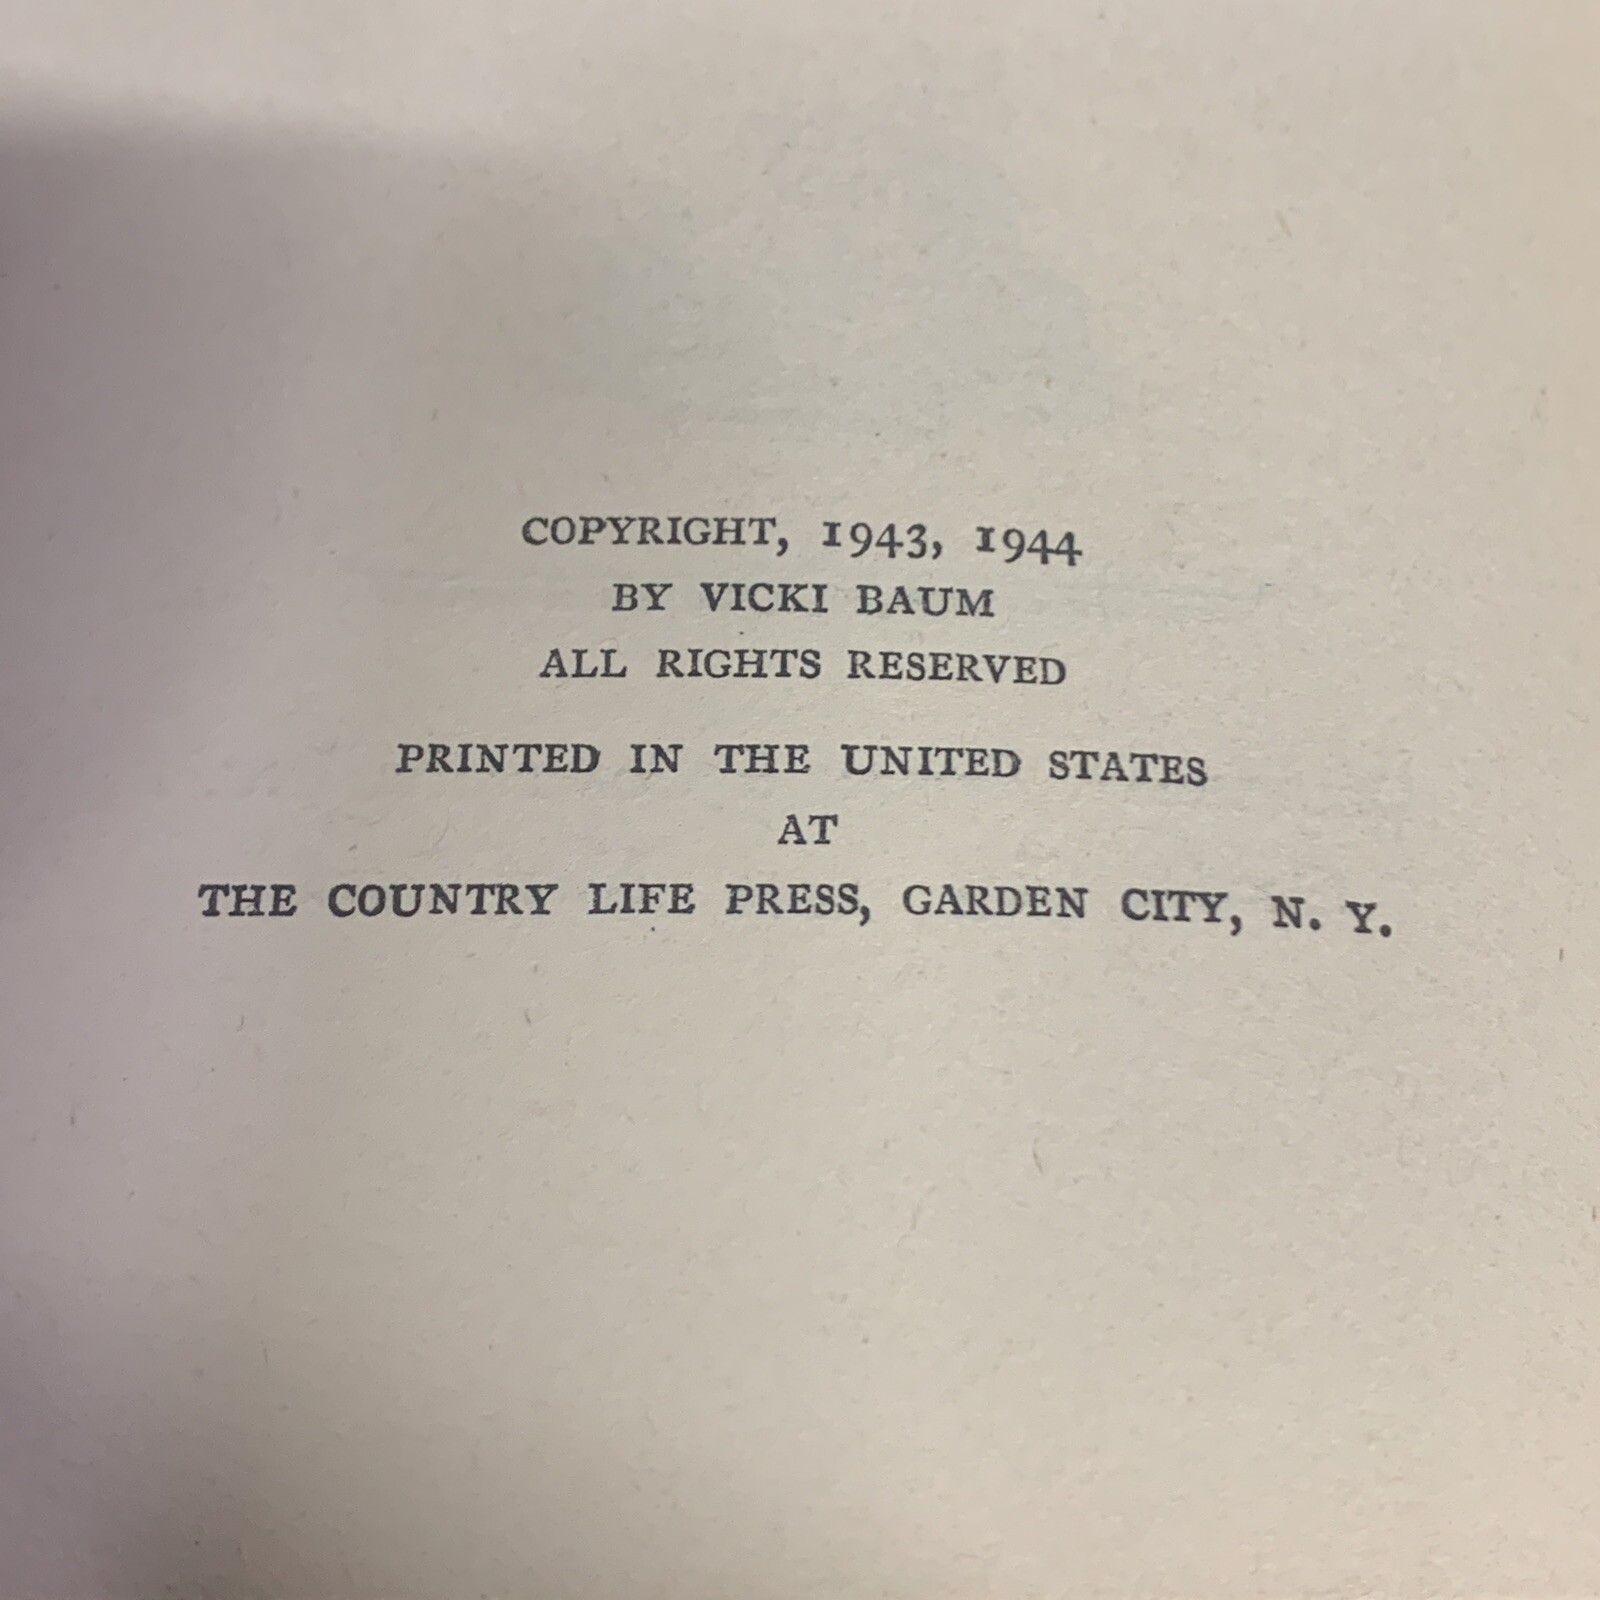 COPYRIGHT, 1943, 1944
BY VICKI BAUM
ALL RIGHTS RESERVED
PRINTED IN THE UNITED STATES
AT
THE COUNTRY LIFE PRESS, GARDEN CITY, N. Y.